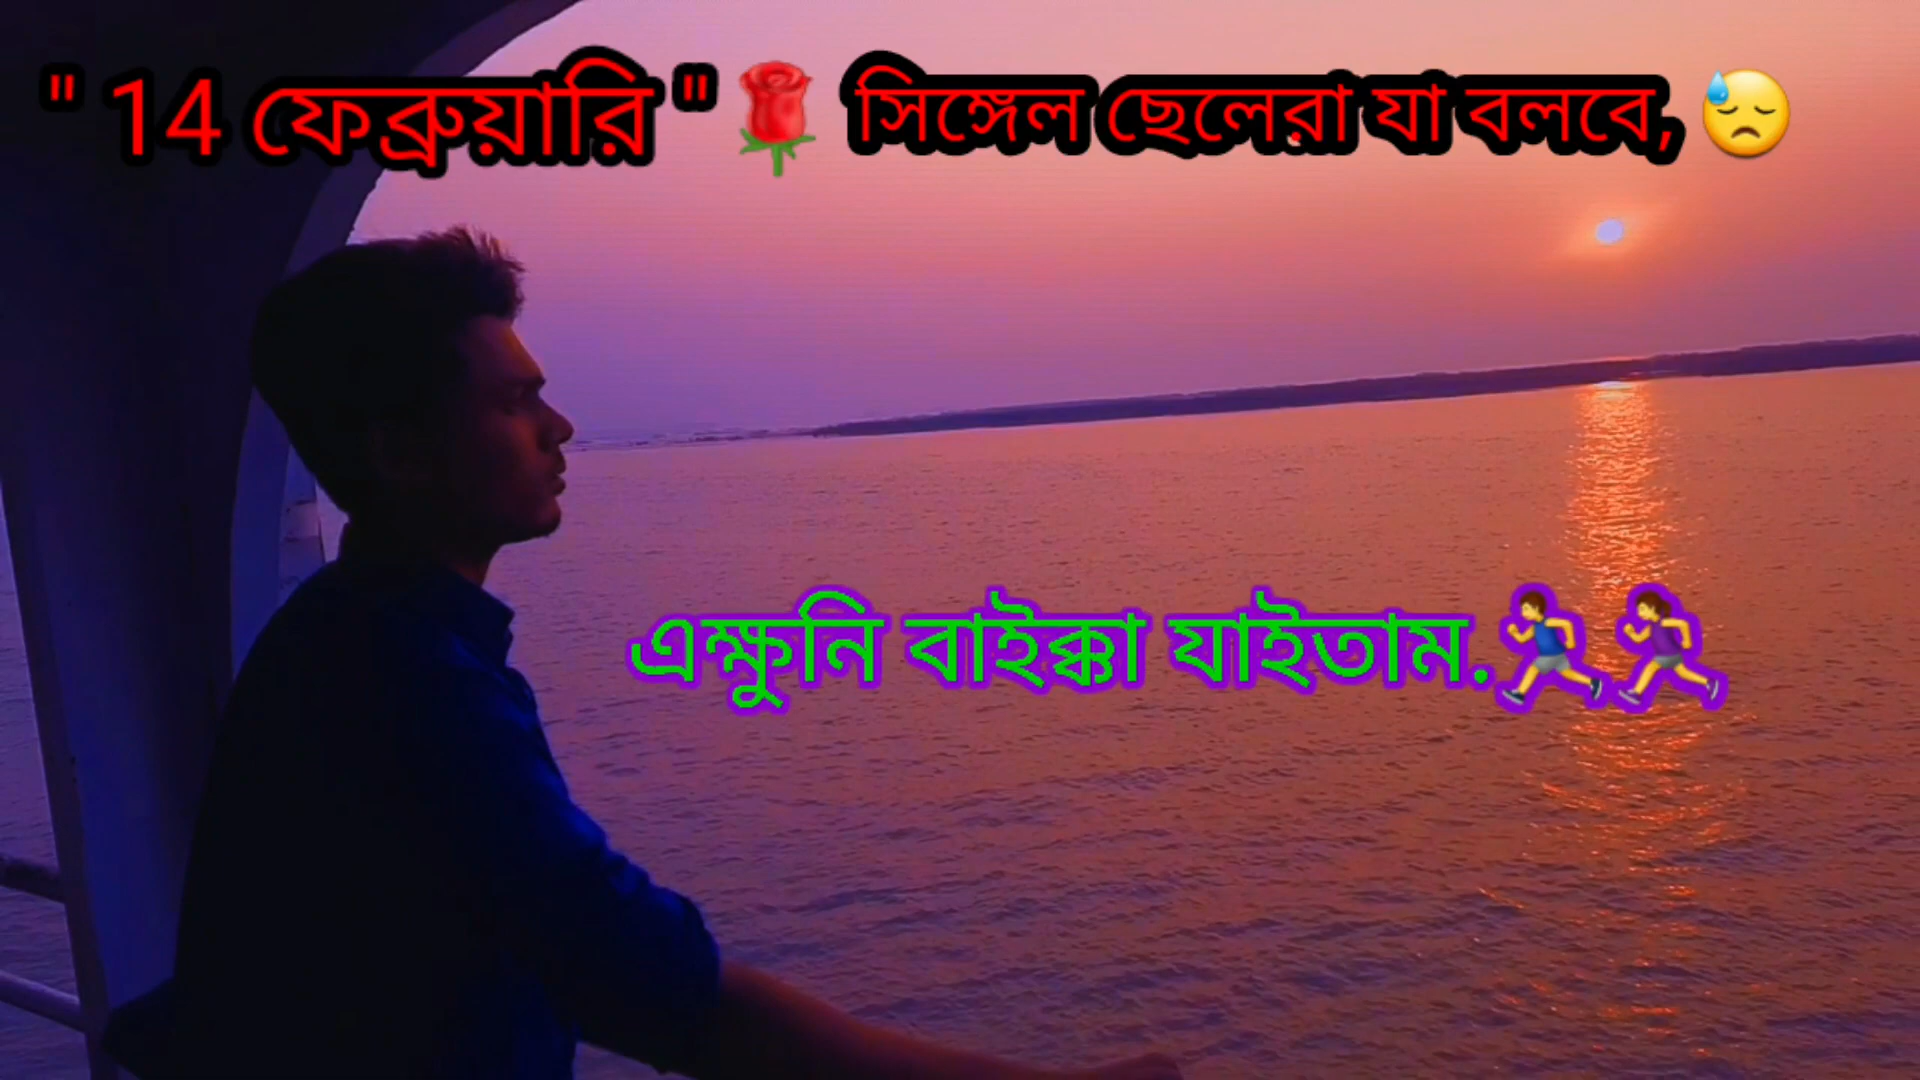 " 14 ফেব্রুয়ারি "🌹 সিঙ্গেল ছেলেরা যা বলবে, 😓
এক্ষুনি বাইক্কা যাইতাম.🏃‍♂️🏃‍♀️